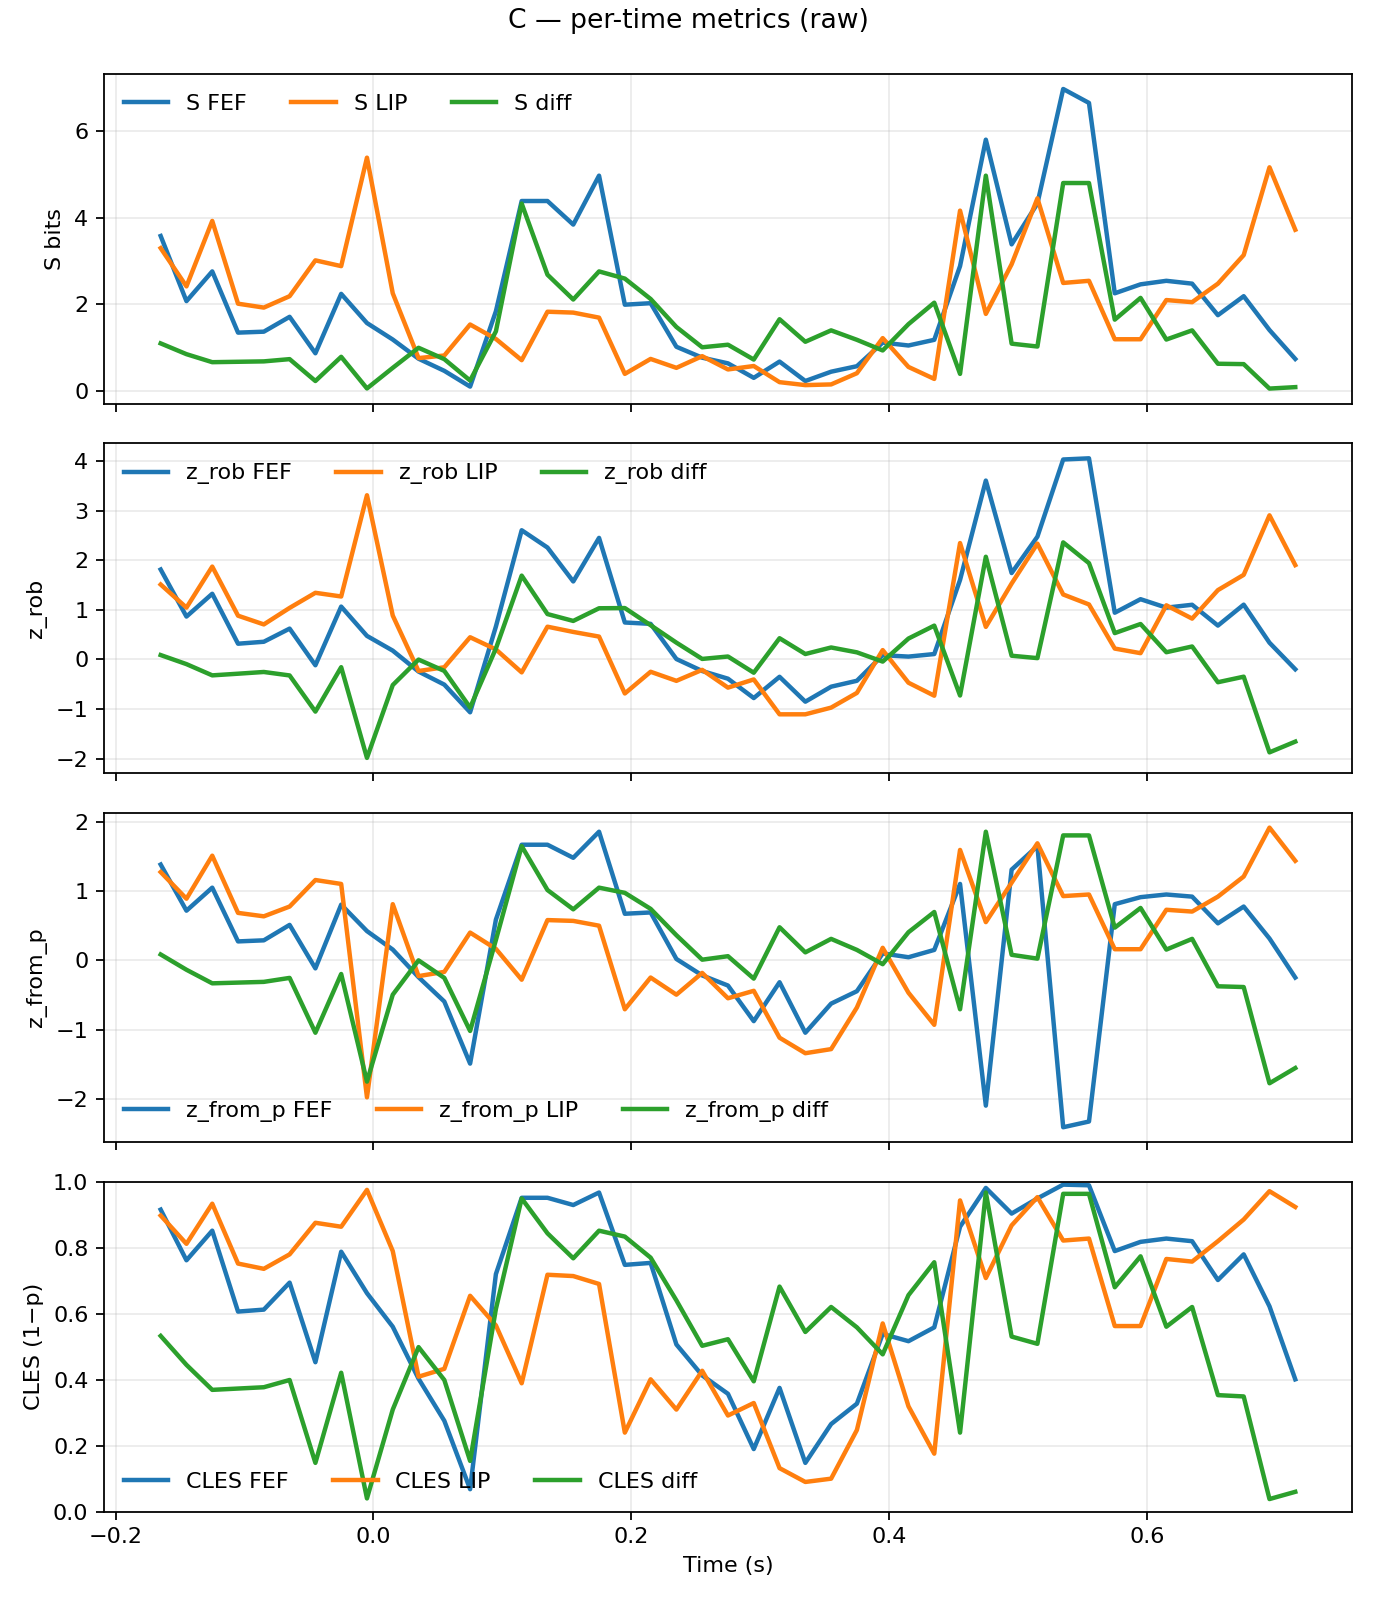 C — per-time metrics (raw)
S FEF S LIP S diff
S bits
6
4
2
0
z_rob FEF z_rob LIP z_rob diff
z_rob
4
3
2
1
0
−1
−2
z_from_p
2
1
0
−1
−2
z_from_p FEF z_from_p LIP z_from_p diff
CLES (1−p)
1.0
0.8
0.6
0.4
0.2
0.0
CLES FEF CLES LIP CLES diff
−0.2 0.0 0.2 0.4 0.6
Time (s)